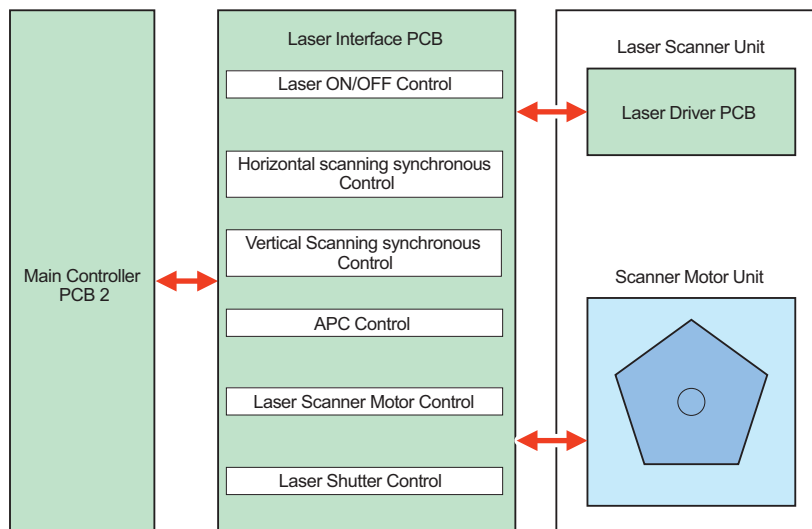 Main Controller
PCB 2
Laser Interface PCB
Laser ON/OFF Control
Horizontal scanning synchronous
Control
Vertical Scanning synchronous
Control
APC Control
Laser Scanner Motor Control
Laser Shutter Control
Laser Scanner Unit
Laser Driver PCB
Scanner Motor Unit